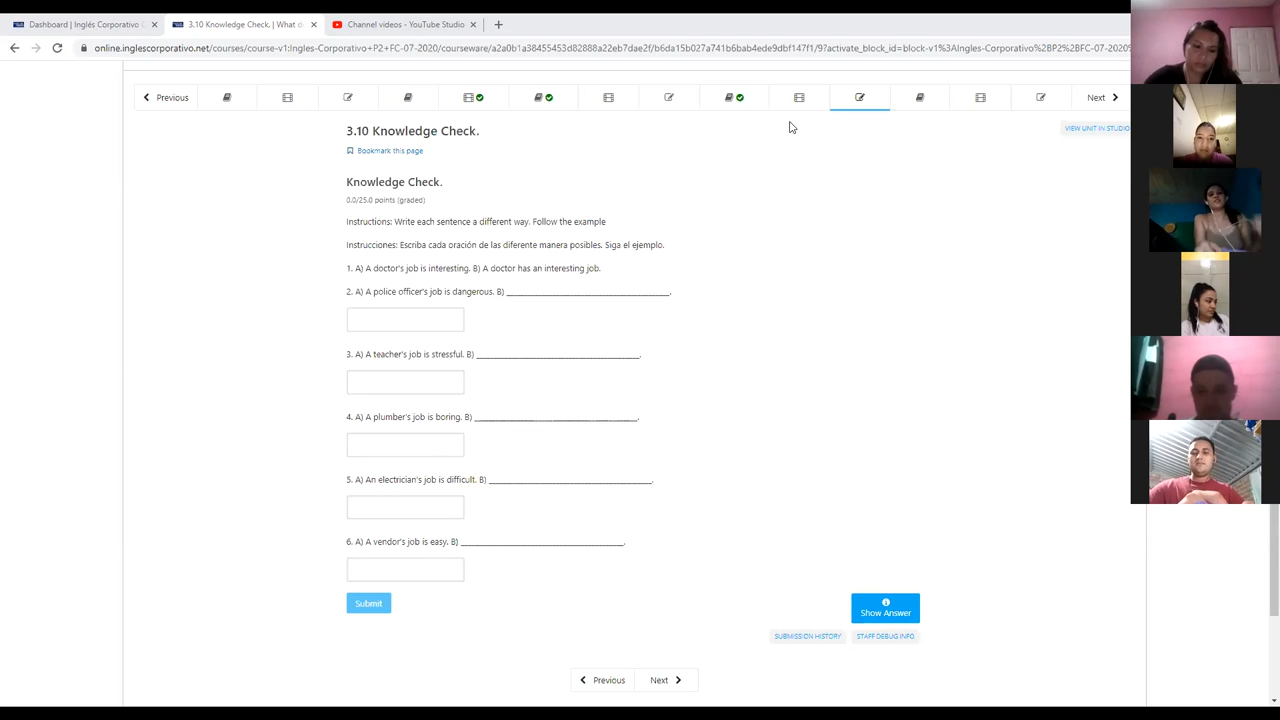 Dashboard | Inglés Corporativo
3.10 Knowledge Check. | What d
Channel videos - YouTube Studio
online.inglescorporativo.net/courses/course-v1:Ingles-Corporativo+P2+FC-07-2020/courseware/a2a0b1a38455453d82888a22eb7dae2f/b6da15b027a741b6bab4ede9dbf147f1/9?activate_block_id=block-v1%3AIngles-Corporativo%2BP2%2BFC-07-2020%
Previous
Next
VIEW UNIT IN STUDIO
3.10 Knowledge Check.
Bookmark this page
Knowledge Check.
0.0/25.0 points (graded)
Instructions: Write each sentence a different way. Follow the example
Instrucciones: Escriba cada oración de las diferente manera posibles. Siga el ejemplo.
1. A) A doctor's job is interesting. B) A doctor has an interesting job.
2. A) A police officer's job is dangerous. B) ______________________________________.
3. A) A teacher's job is stressful. B) ______________________________________.
4. A) A plumber's job is boring. B) ______________________________________.
5. A) An electrician's job is difficult. B) ______________________________________.
6. A) A vendor's job is easy. B) ______________________________________.
Submit
Show Answer
SUBMISSION HISTORY
STAFF DEBUG INFO
Previous
Next